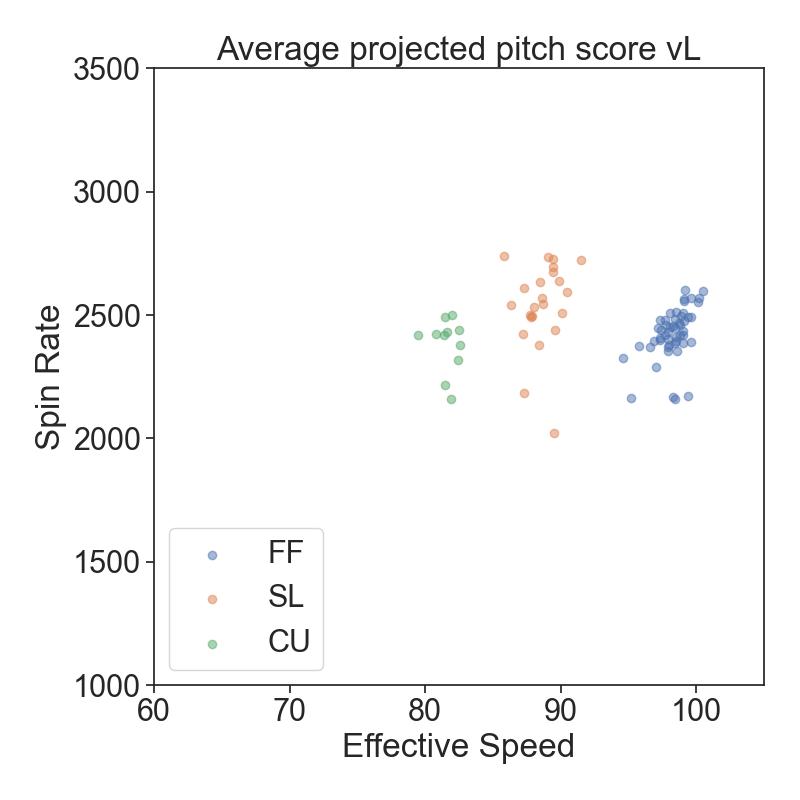 Average projected pitch score vL
3500
3000
2500
2000
1500
1000
Spin Rate
FF
SL
CU
60 70 80 90 100
Effective Speed